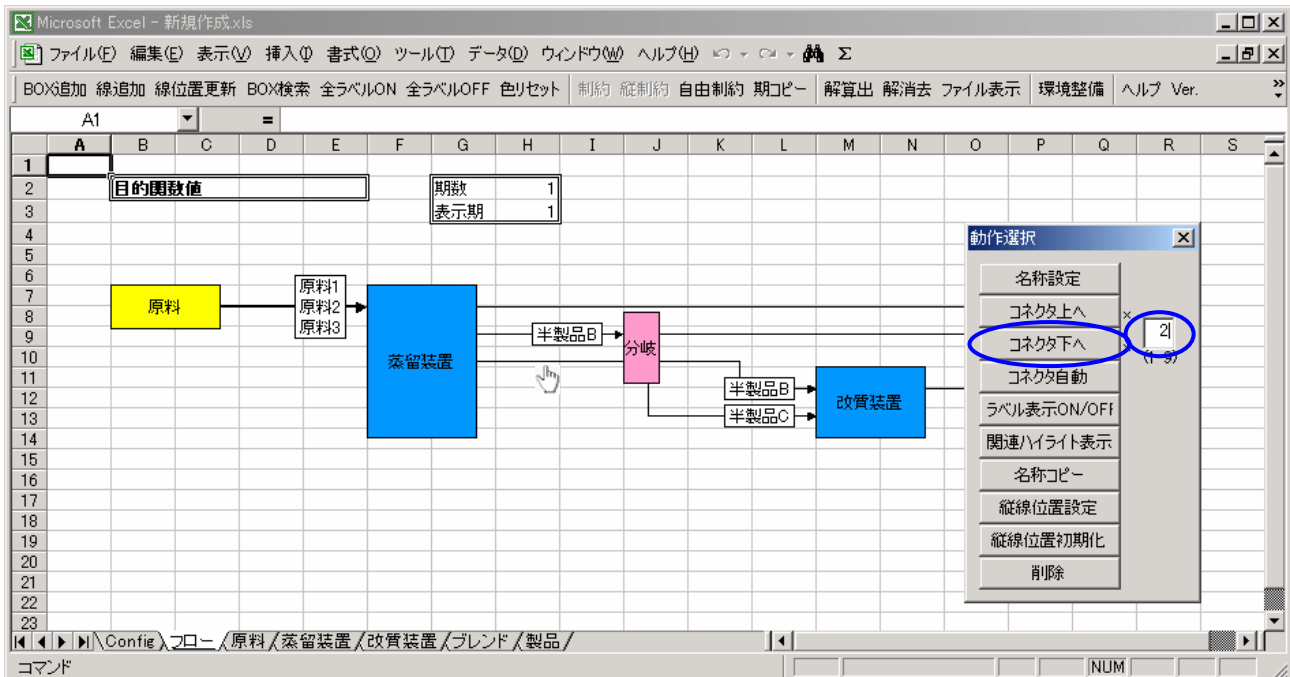 Microsoft Excel - 新規作成.xls
ファイル(F) 編集(E) 表示(V) 挿入(I) 書式(O) ツール(T) データ(D) ウィンドウ(W) ヘルプ(H) Σ
BOX追加 線追加 線位置更新 BOX検索 全ラベルON 全ラベルOFF 色リセット 制約 縦制約 自由制約 期コピー 解算出 解消去 ファイル表示 環境整備 ヘルプ Ver. »
A1 =
A B C D E F G H I J K L M N O P Q R S
1
2 目的関数値 期数 1
3 表示期 1
4
5
6
7
8
9
10
11
12
13
14
15
16
17
18
19
20
21
22
23
原料
原料1
原料2
原料3
蒸留装置
半製品B
分岐
半製品B
半製品C
改質装置
動作選択
名称設定
コネクタ上へ ×
コネクタ下へ × 2
(1-9)
コネクタ自動
ラベル表示ON/OFF
関連ハイライト表示
名称コピー
縦線位置設定
縦線位置初期化
削除
Config フロー 原料 蒸留装置 改質装置 ブレンド 製品
コマンド NUM